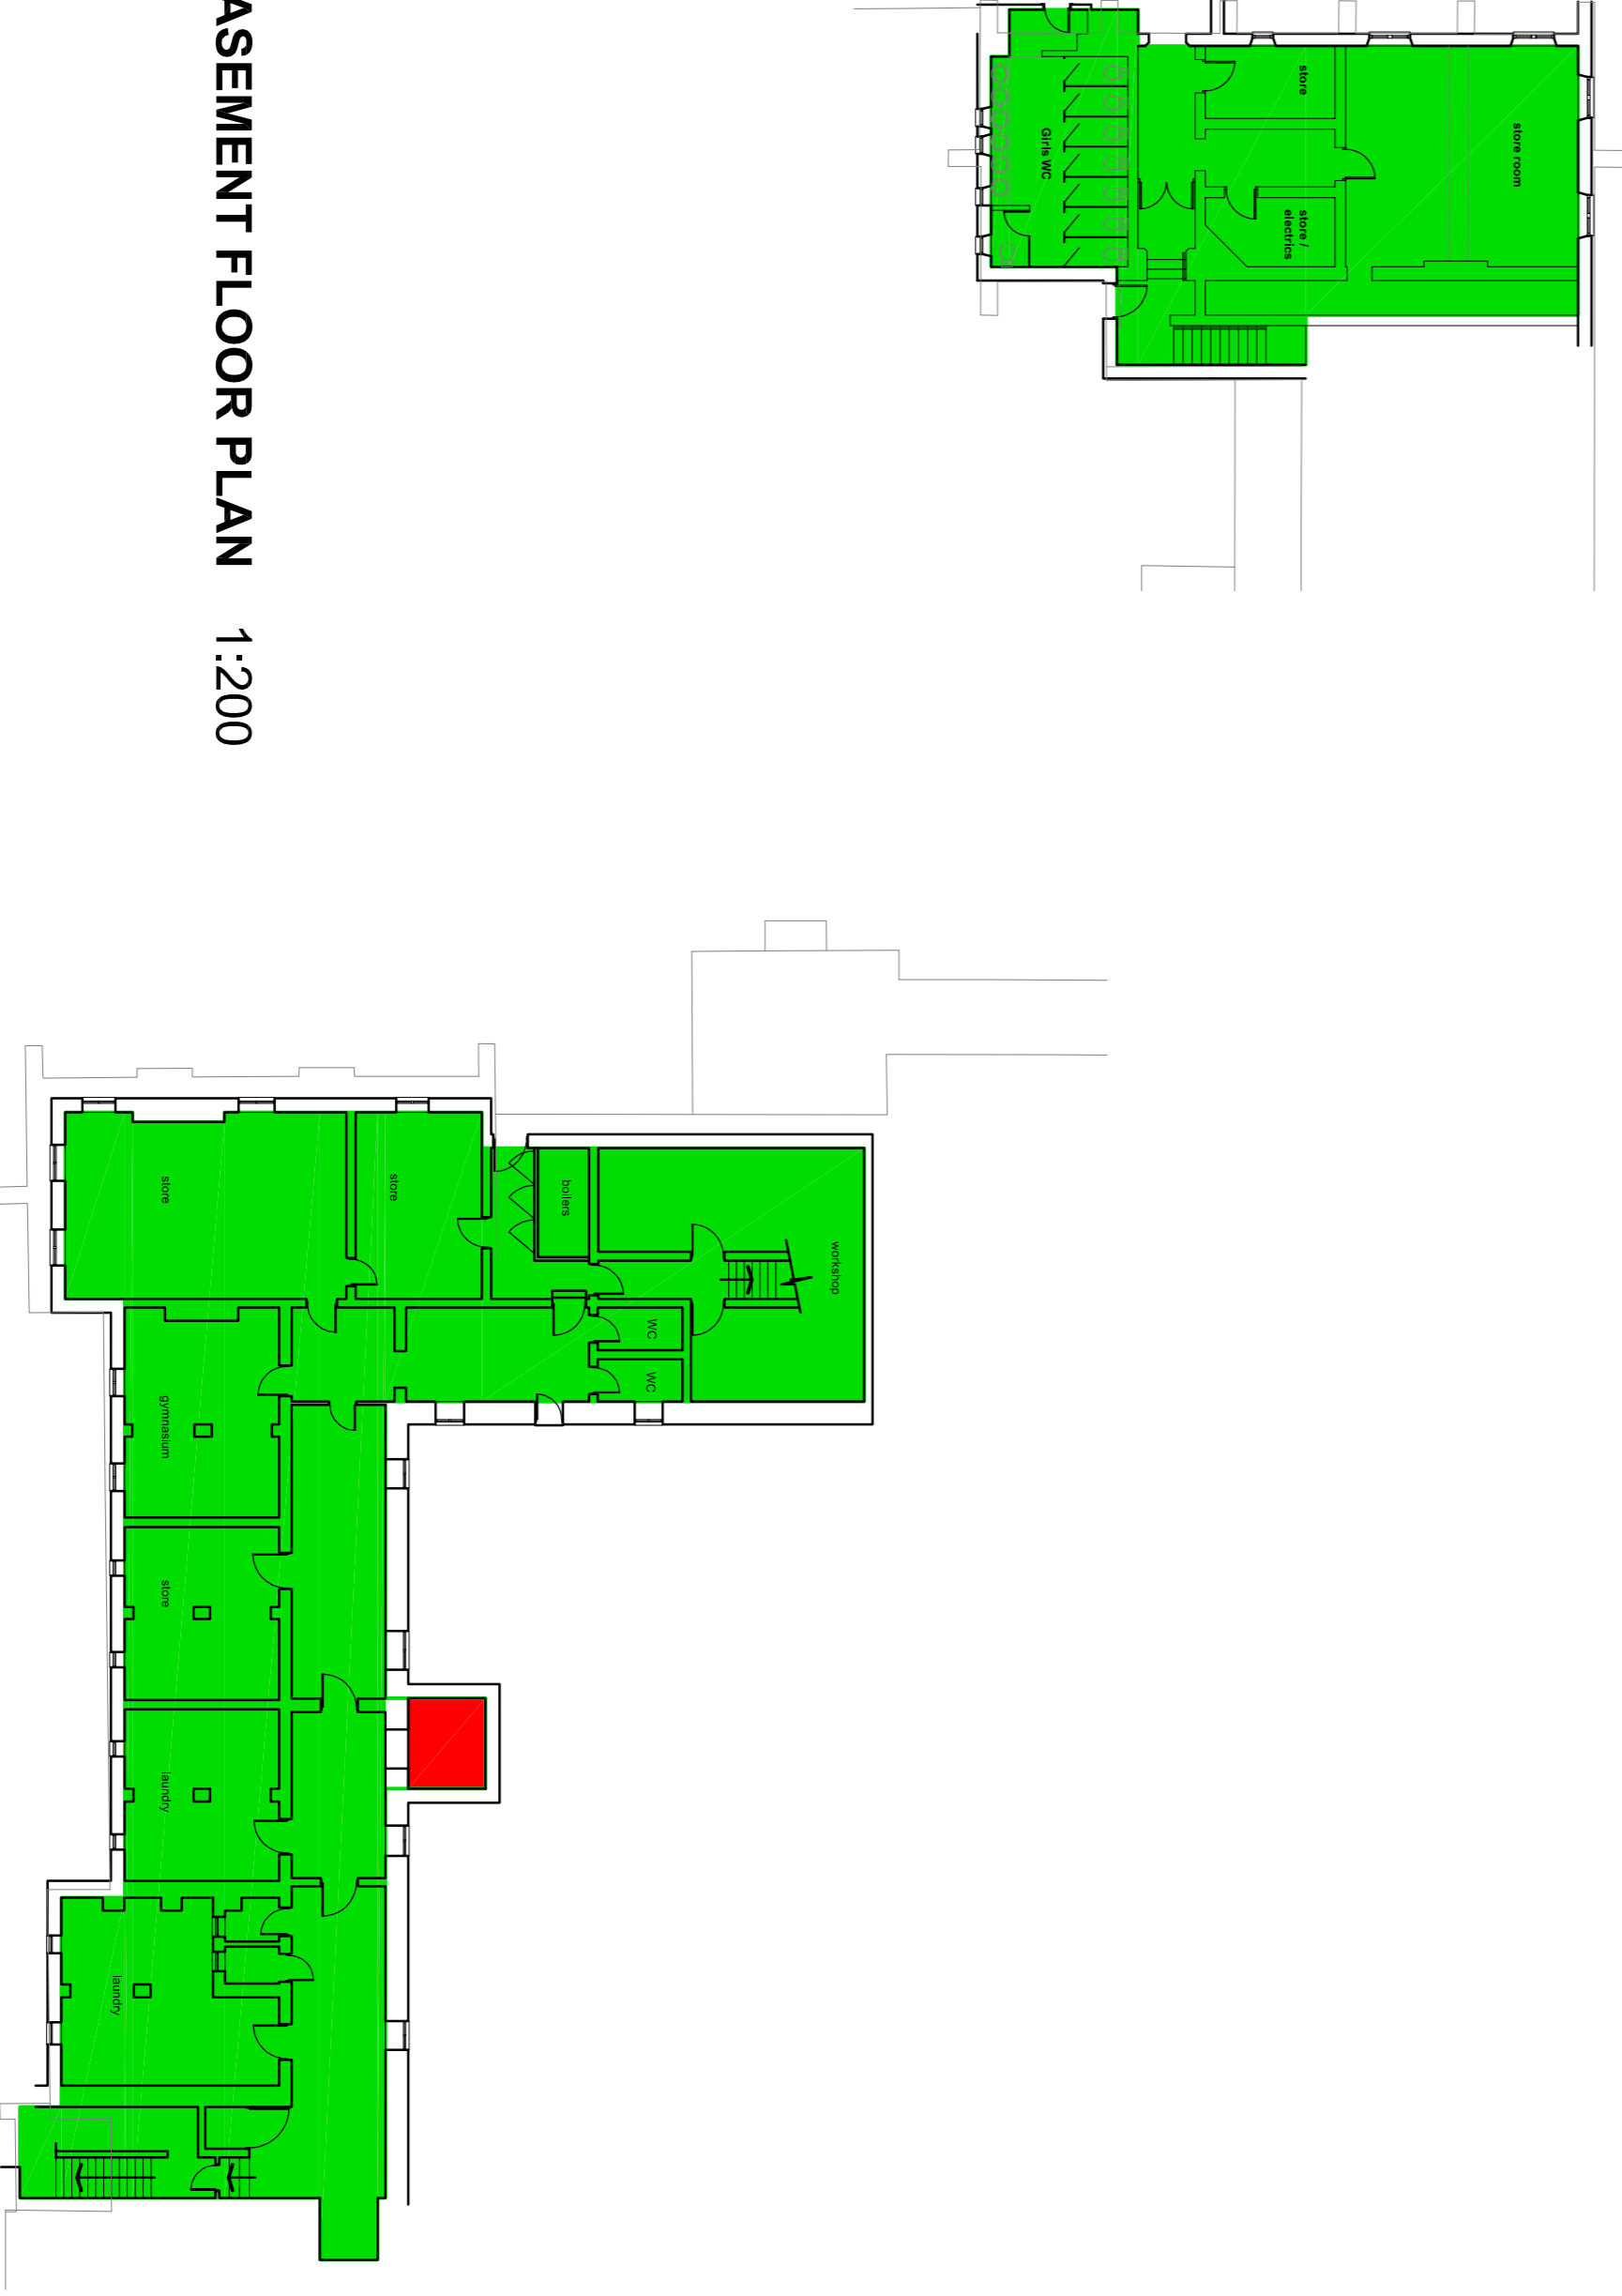 ASEMENT FLOOR PLAN 1:200
store room
store
store /
electrics
Girls WC
workshop
boilers
WC
WC
store
store
gymnasium
store
laundry
laundry